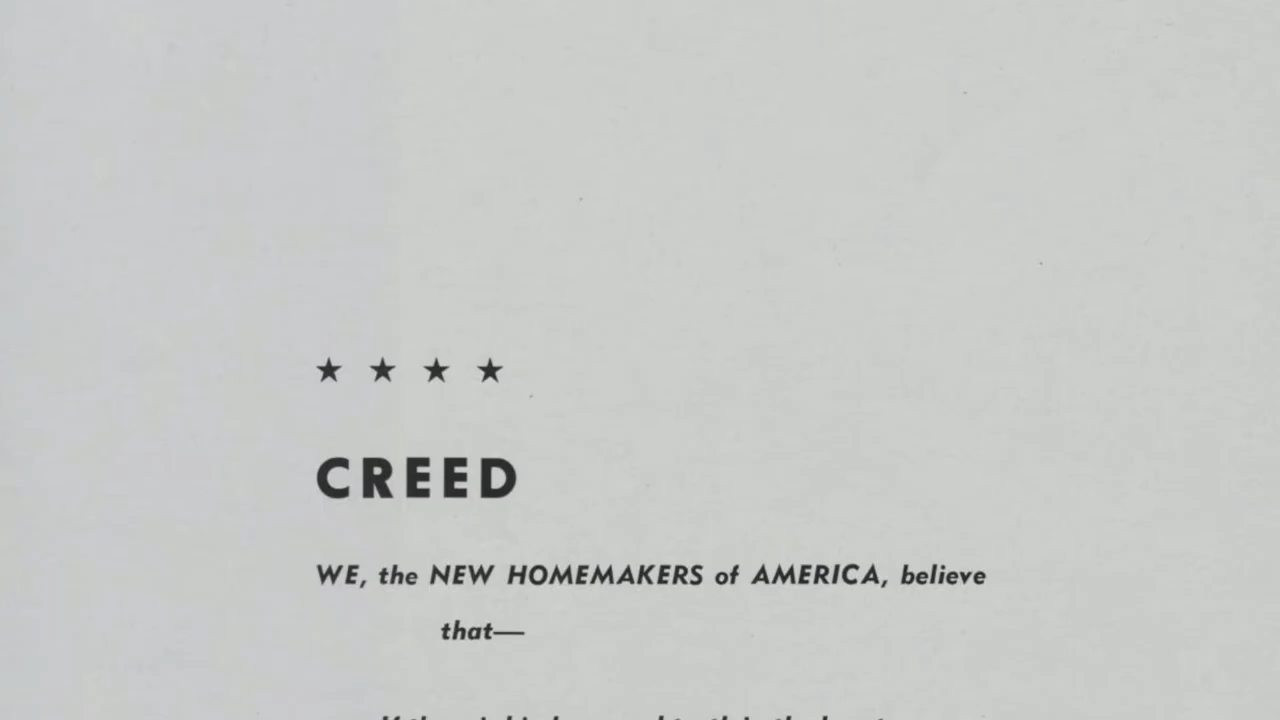 ★ ★ ★ ★
CREED
WE, the NEW HOMEMAKERS of AMERICA, believe
that—